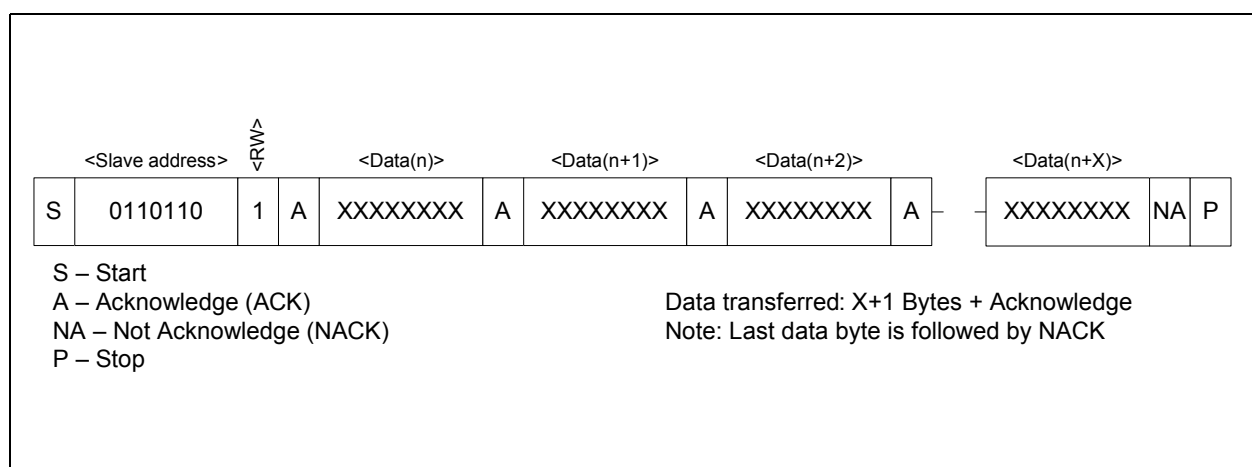 <Slave address> <RW> <Data(n)> <Data(n+1)> <Data(n+2)> <Data(n+X)>
S 0110110 1 A XXXXXXXX A XXXXXXXX A XXXXXXXX A XXXXXXXX NA P
S – Start
A – Acknowledge (ACK)
NA – Not Acknowledge (NACK)
P – Stop
Data transferred: X+1 Bytes + Acknowledge
Note: Last data byte is followed by NACK